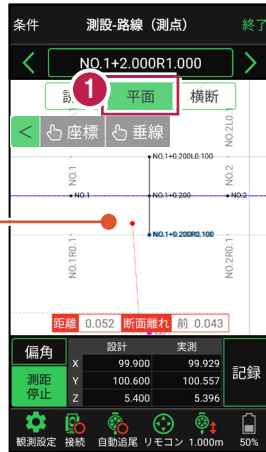 条件 測設-路線（測点） 終了
< NO.1+2.000R1.000 >
1 平面 横断
< 座標 垂線
NO.1+0.200L0.100
NO.2L0.1
NO.1
NO.2
NO.1 NO.1+0.200 NO.2
NO.1+0.200R0.100
NO.1R0.1
NO.2R0.1
距離 0.052 断面離れ 前 0.043
偏角 設計 実測
X 99.900 99.929
測距停止 Y 100.600 100.557 記録
Z 5.400 5.396
観測設定 接続 自動追尾 リモコン 1.000m 50%